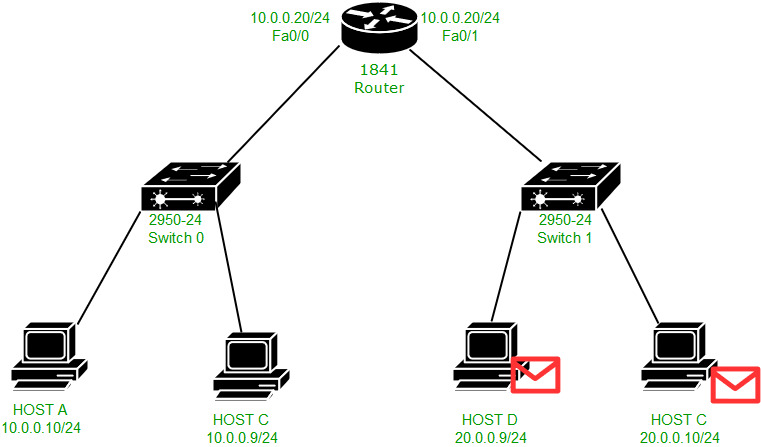 10.0.0.20/24
Fa0/0
10.0.0.20/24
Fa0/1
1841
Router
2950-24
Switch 0
2950-24
Switch 1
HOST A
10.0.0.10/24
HOST C
10.0.0.9/24
HOST D
20.0.0.9/24
HOST C
20.0.0.10/24